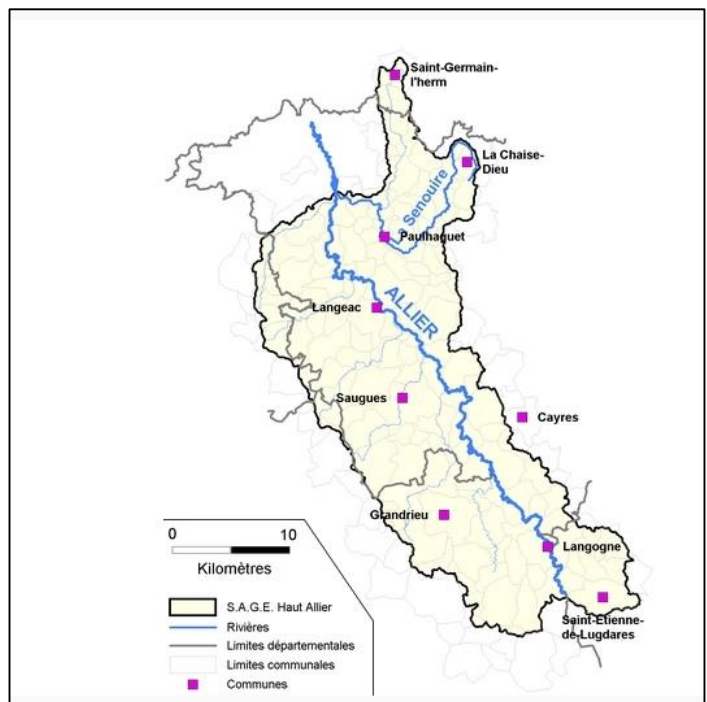 Saint-Germain-
l'herm
La Chaise-
Dieu
Senouire
Paulhaguet
ALLIER
Langeac
Saugues
Cayres
Grandrieu
Langogne
Saint-Etienne-
de-Lugdares
0 10
Kilomètres
S.A.G.E. Haut Allier
Rivières
Limites départementales
Limites communales
Communes